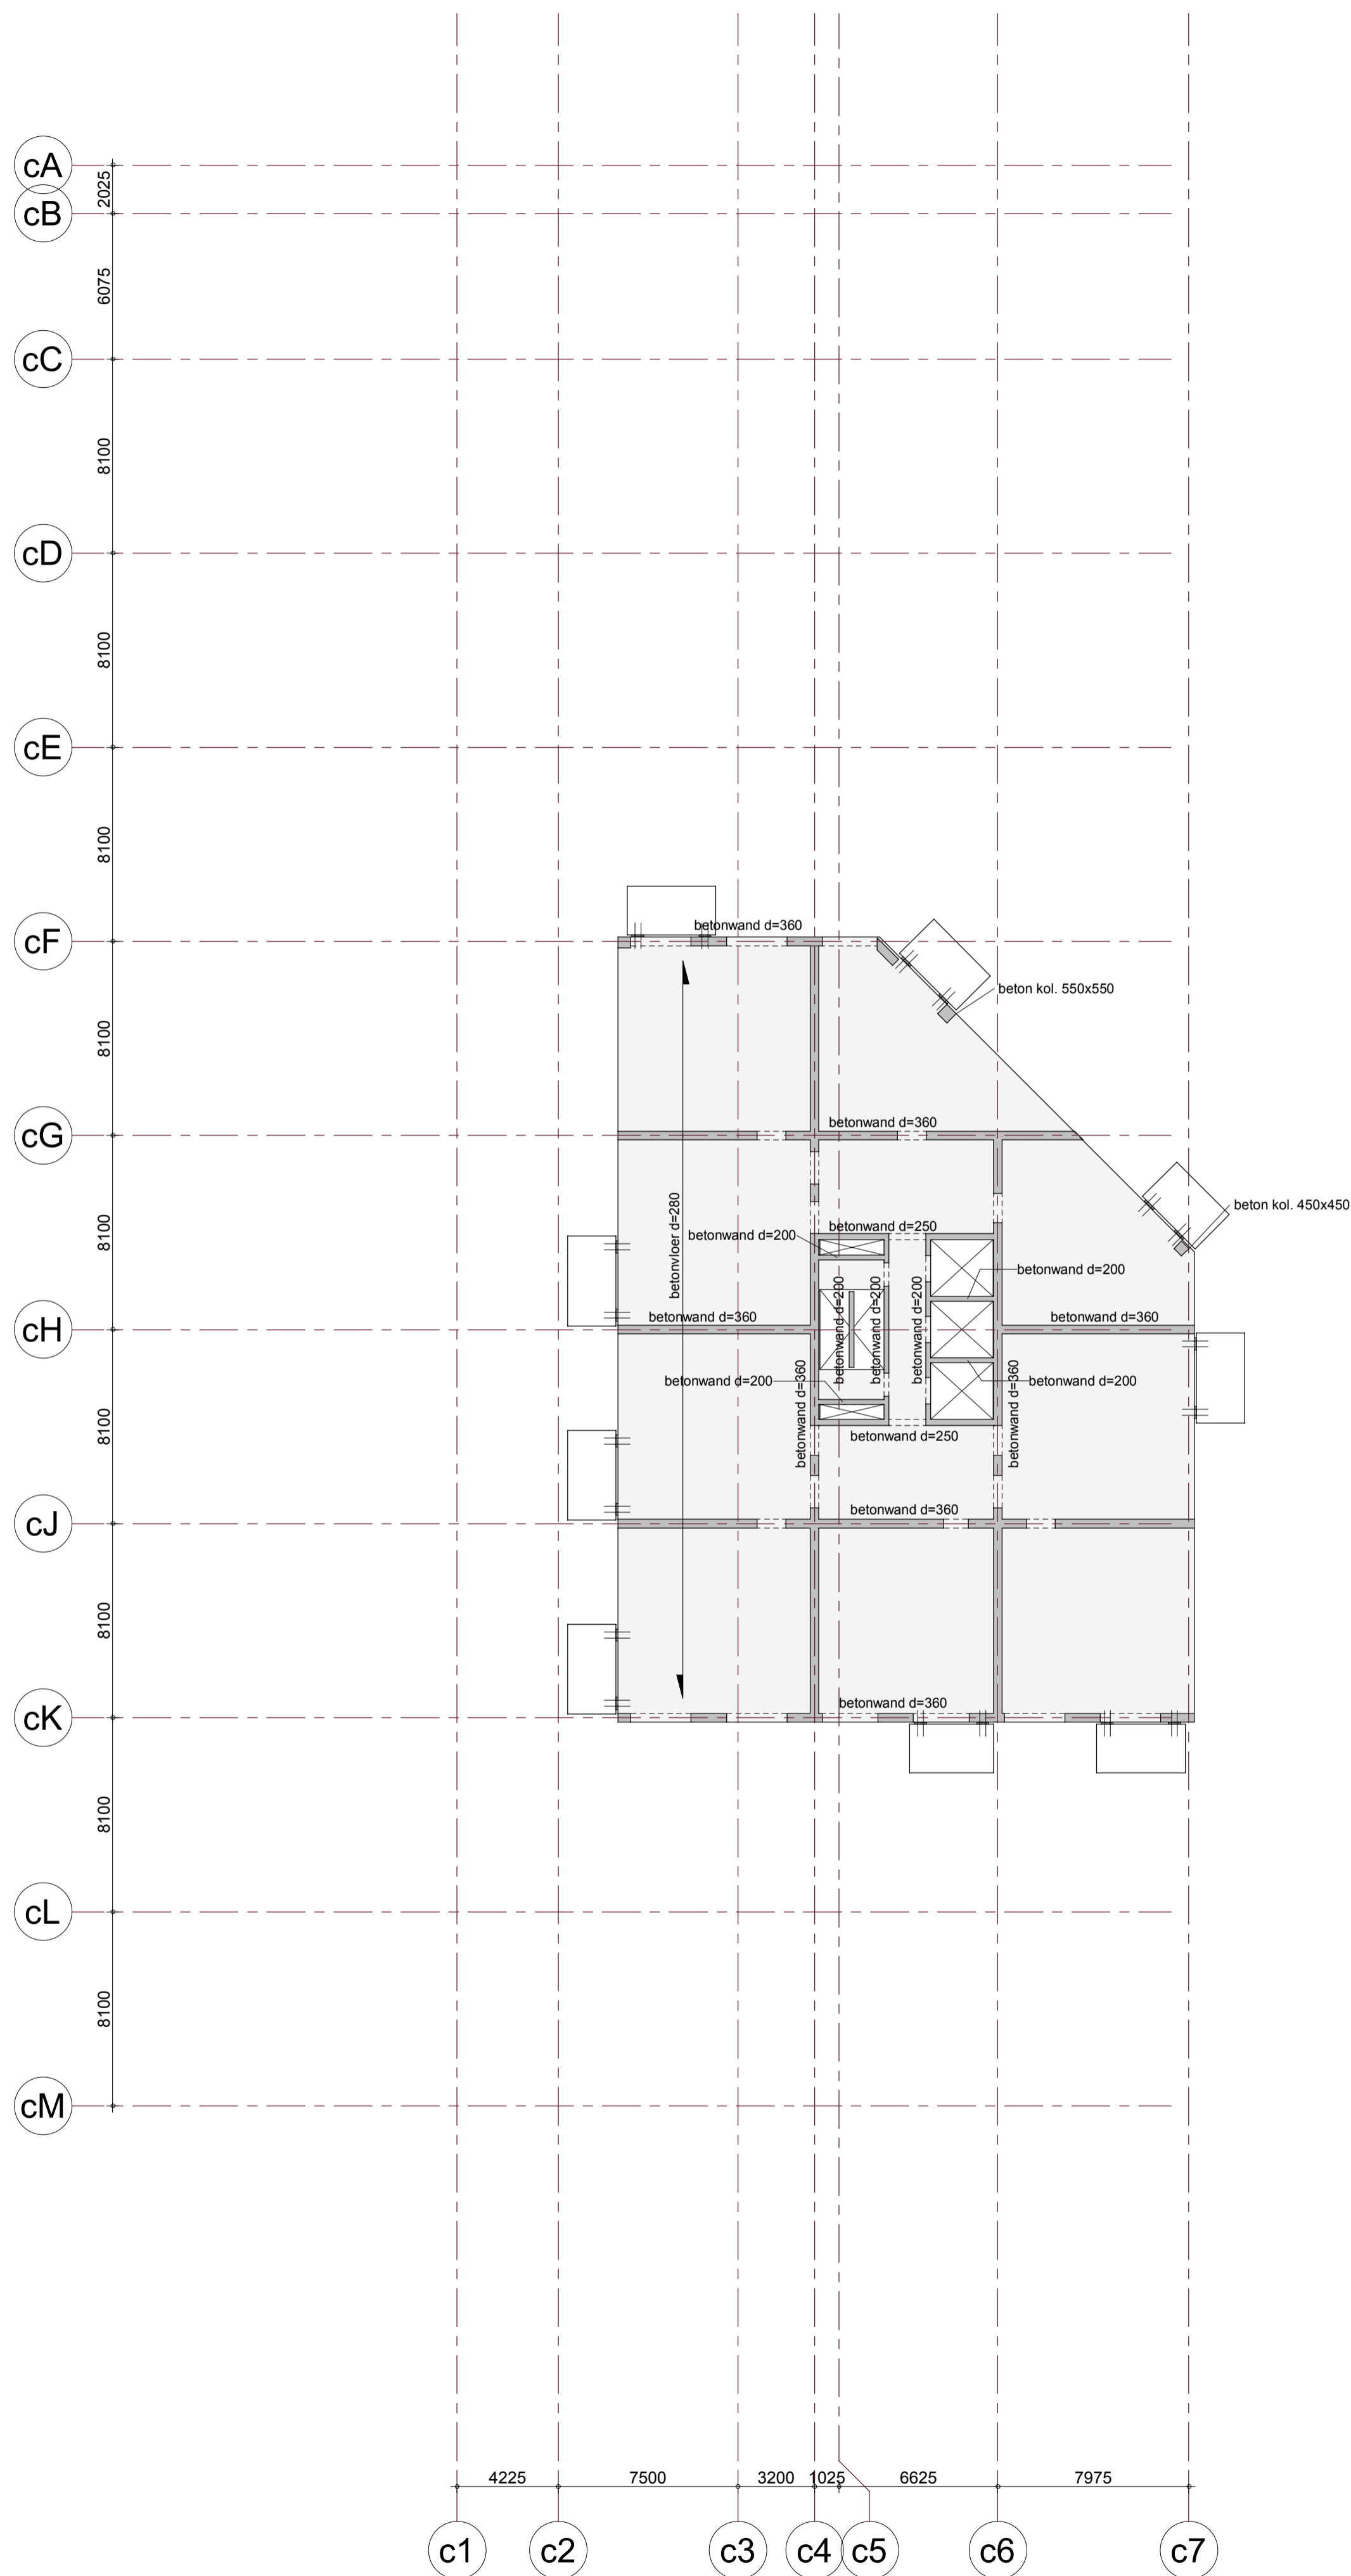 cA
2025
cB
6075
cC
8100
cD
8100
cE
8100
cF
betonwand d=360
beton kol. 550x550
8100
cG
betonwand d=360
8100
betonvloer d=280
beton kol. 450x450
betonwand d=250
betonwand d=200
betonwand d=200
cH
betonwand d=360
betonwand d=360
betonwand d=200
betonwand d=200
betonwand d=200
betonwand d=200
betonwand d=200
betonwand d=360
betonwand d=360
8100
betonwand d=250
betonwand d=360
cJ
8100
betonwand d=360
cK
8100
cL
8100
cM
4225
7500
3200
1025
6625
7975
c1
c2
c3
c4
c5
c6
c7